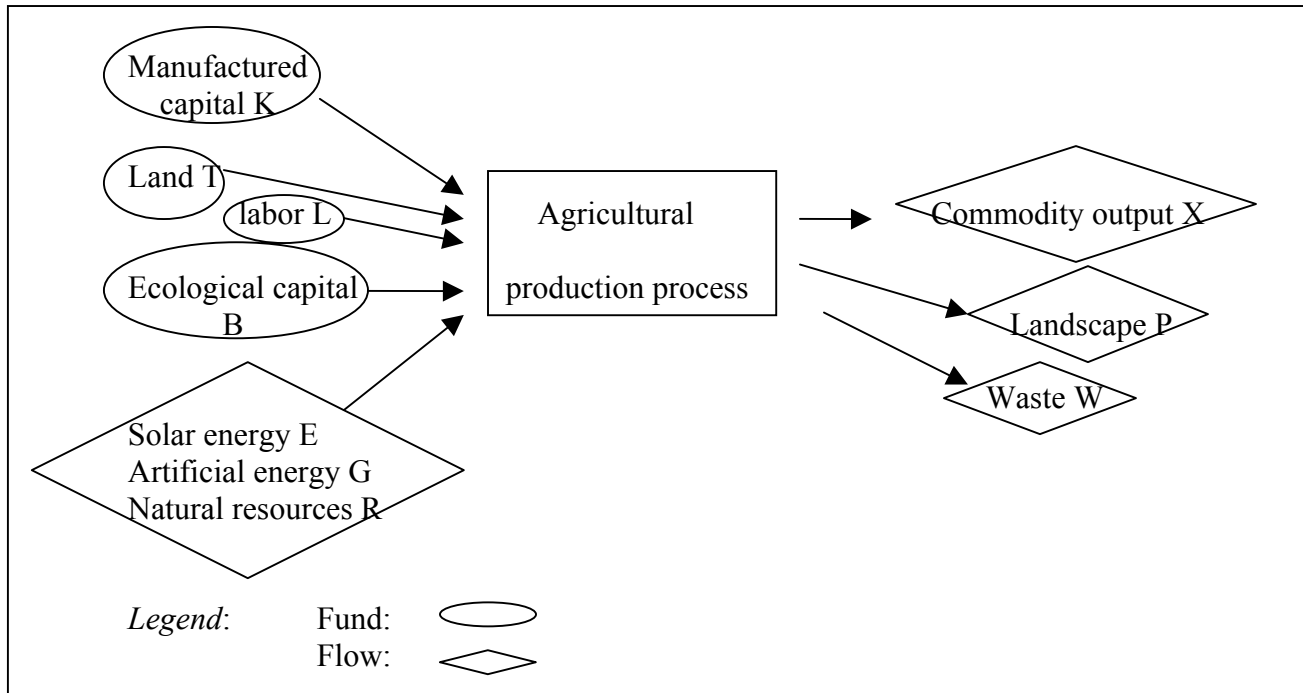 Manufactured
capital K
Land T
labor L
Ecological capital
B
Solar energy E
Artificial energy G
Natural resources R
Agricultural
production process
Commodity output X
Landscape P
Waste W
Legend: Fund:
Flow: